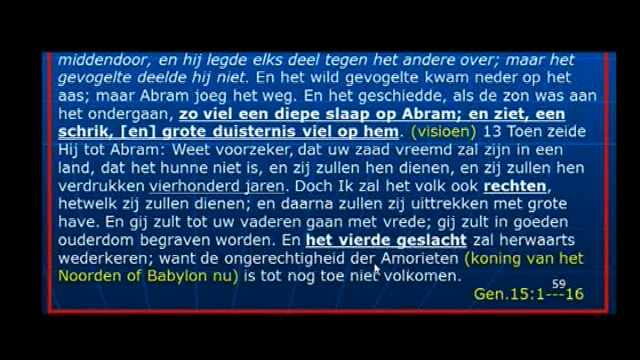 middendoor, en hij legde elks deel tegen het andere over; maar het
gevogelte deelde hij niet. En het wild gevogelte kwam neder op het
aas; maar Abram joeg het weg. En het geschiedde, als de zon was aan
het ondergaan, zo viel een diepe slaap op Abram; en ziet, een
schrik, [en] grote duisternis viel op hem. (visioen) 13 Toen zeide
Hij tot Abram: Weet voorzeker, dat uw zaad vreemd zal zijn in een
land, dat het hunne niet is, en zij zullen hen dienen, en zij zullen hen
verdrukken vierhonderd jaren. Doch Ik zal het volk ook rechten,
hetwelk zij zullen dienen; en daarna zullen zij uittrekken met grote
have. En gij zult tot uw vaderen gaan met vrede; gij zult in goeden
ouderdom begraven worden. En het vierde geslacht zal herwaarts
wederkeren; want de ongerechtigheid der Amorieten (koning van het
Noorden of Babylon nu) is tot nog toe niet volkomen.
59
Gen.15:1---16